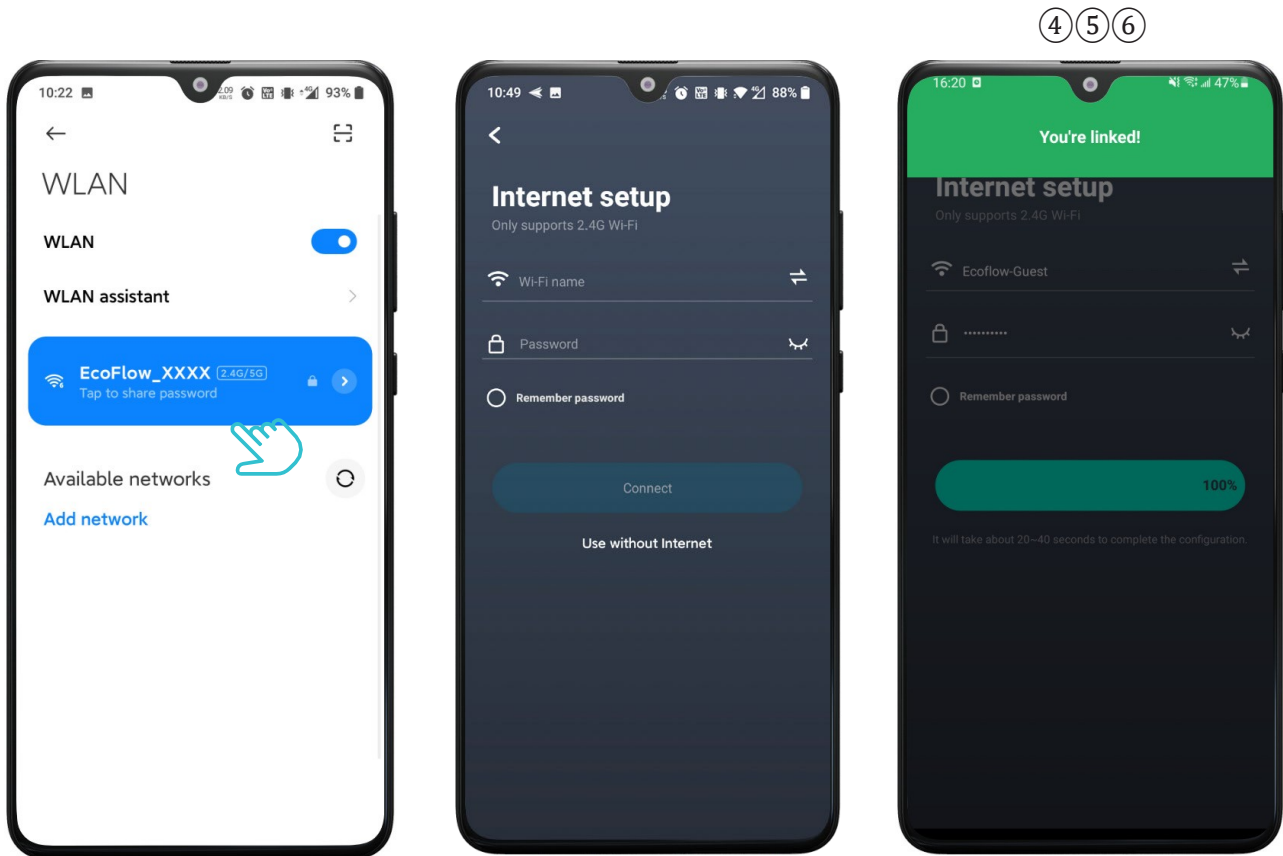 ④⑤⑥
10:22 93%
WLAN
WLAN
WLAN assistant
EcoFlow_XXXX 2.4G/5G
Tap to share password
Available networks
Add network
10:49 88%
Internet setup
Only supports 2.4G Wi-Fi
Wi-Fi name
Password
Remember password
Connect
Use without Internet
16:20 47%
You're linked!
Internet setup
Only supports 2.4G Wi-Fi
Ecoflow-Guest
••••••••••
Remember password
100%
It will take about 20~40 seconds to complete the configuration.